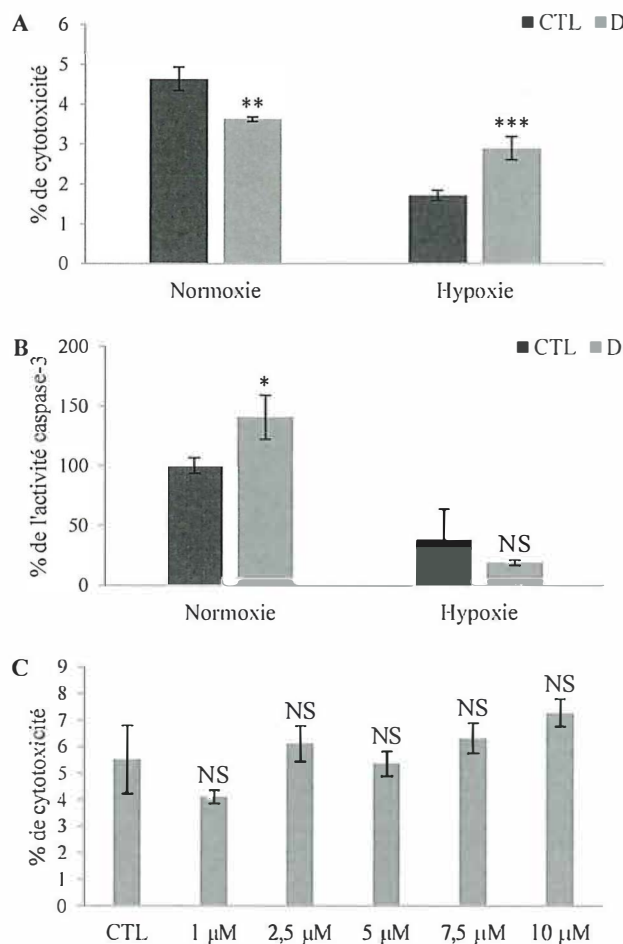 A
CTL D
% de cytotoxicité
6
5
4
3
2
1
0
**
***
Normoxie Hypoxie
B
CTL D
% de l'activité caspase-3
200
150
100
50
0
*
NS
Normoxie Hypoxie
C
% de cytotoxicité
9
8
7
6
5
4
3
2
1
0
NS NS NS NS NS
CTL 1 µM 2,5 µM 5 µM 7,5 µM 10 µM